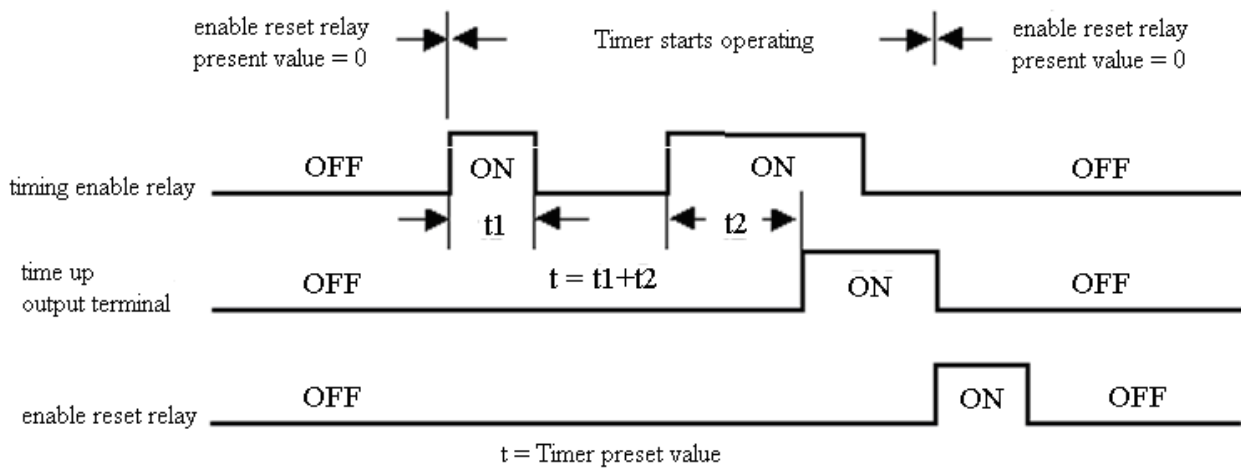 enable reset relay
present value = 0
Timer starts operating
enable reset relay
present value = 0
timing enable relay
OFF
ON
ON
OFF
t1
t2
time up
output terminal
OFF
t = t1+t2
ON
OFF
enable reset relay
OFF
ON
OFF
t = Timer preset value